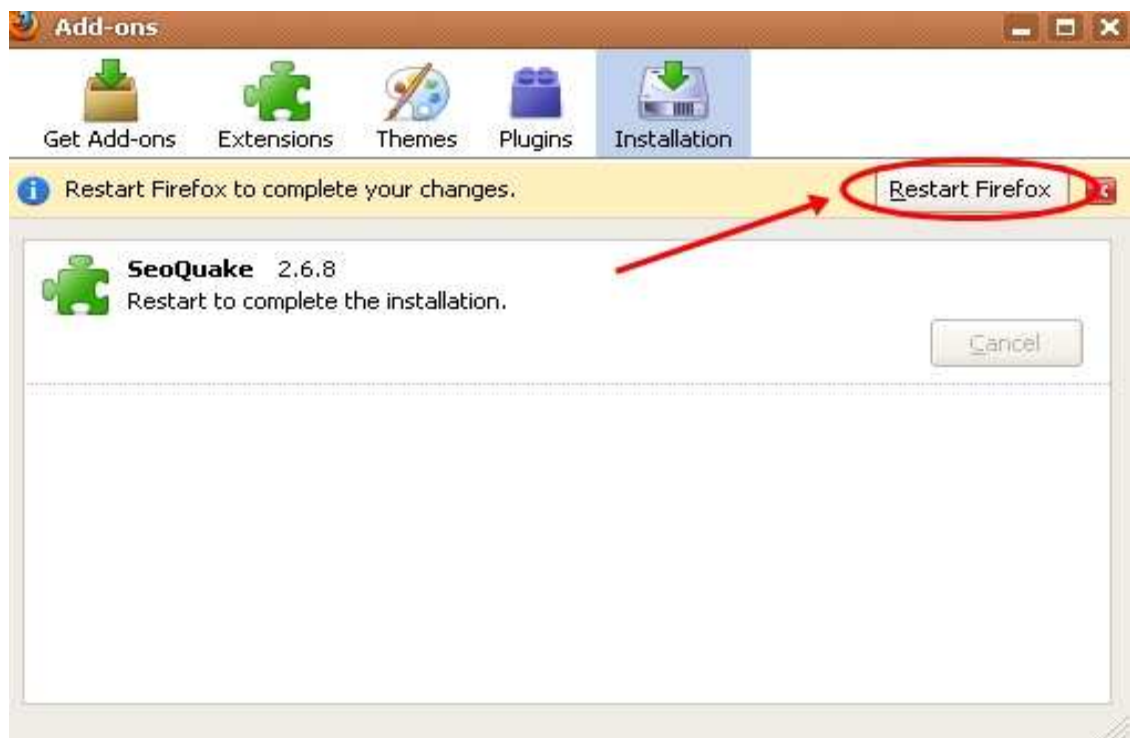 Add-ons
Get Add-ons Extensions Themes Plugins Installation
Restart Firefox to complete your changes. Restart Firefox
SeoQuake 2.6.8
Restart to complete the installation.
Cancel